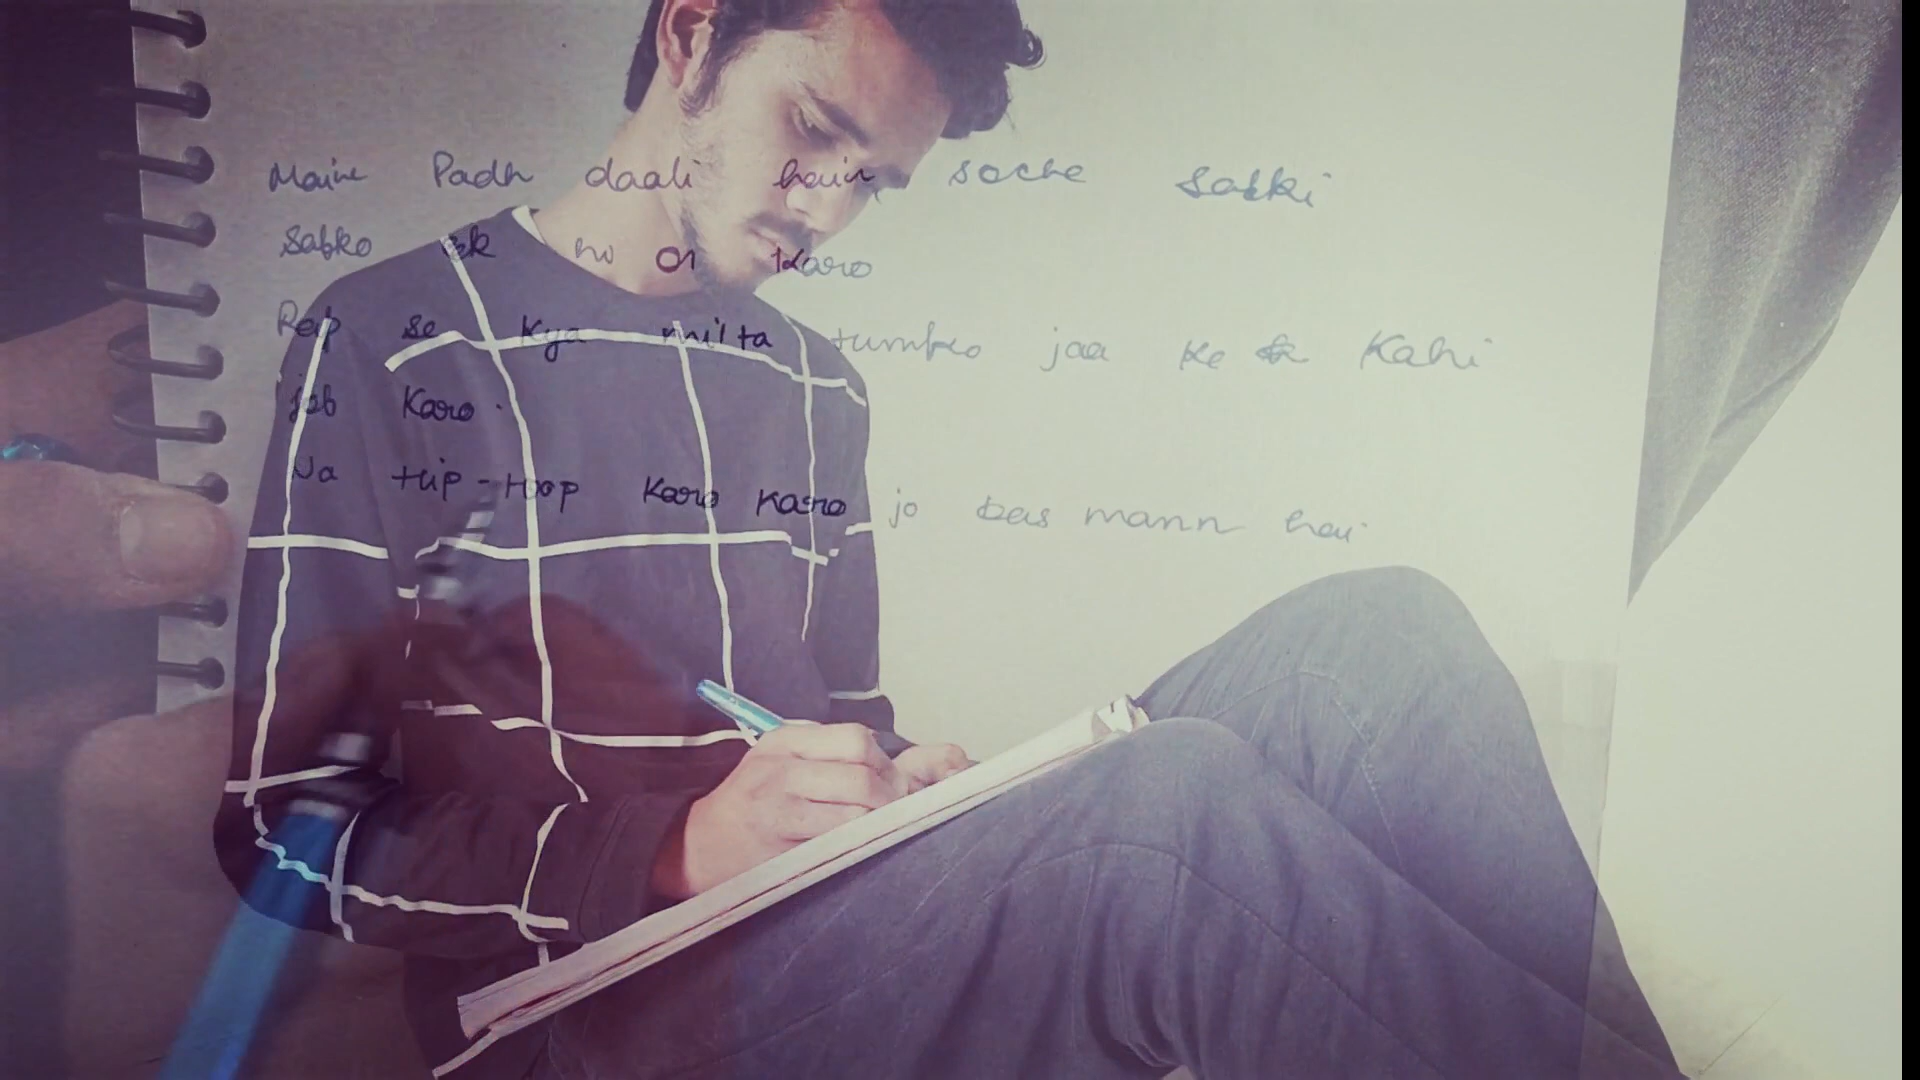 Maine Padh daali hain soche sabki
Sabko ek ho Karo
Rap se Kya milta tumko jaa ke Kahi
job Karo.
Na Hip-Hop Karo Karo jo bas mann hai